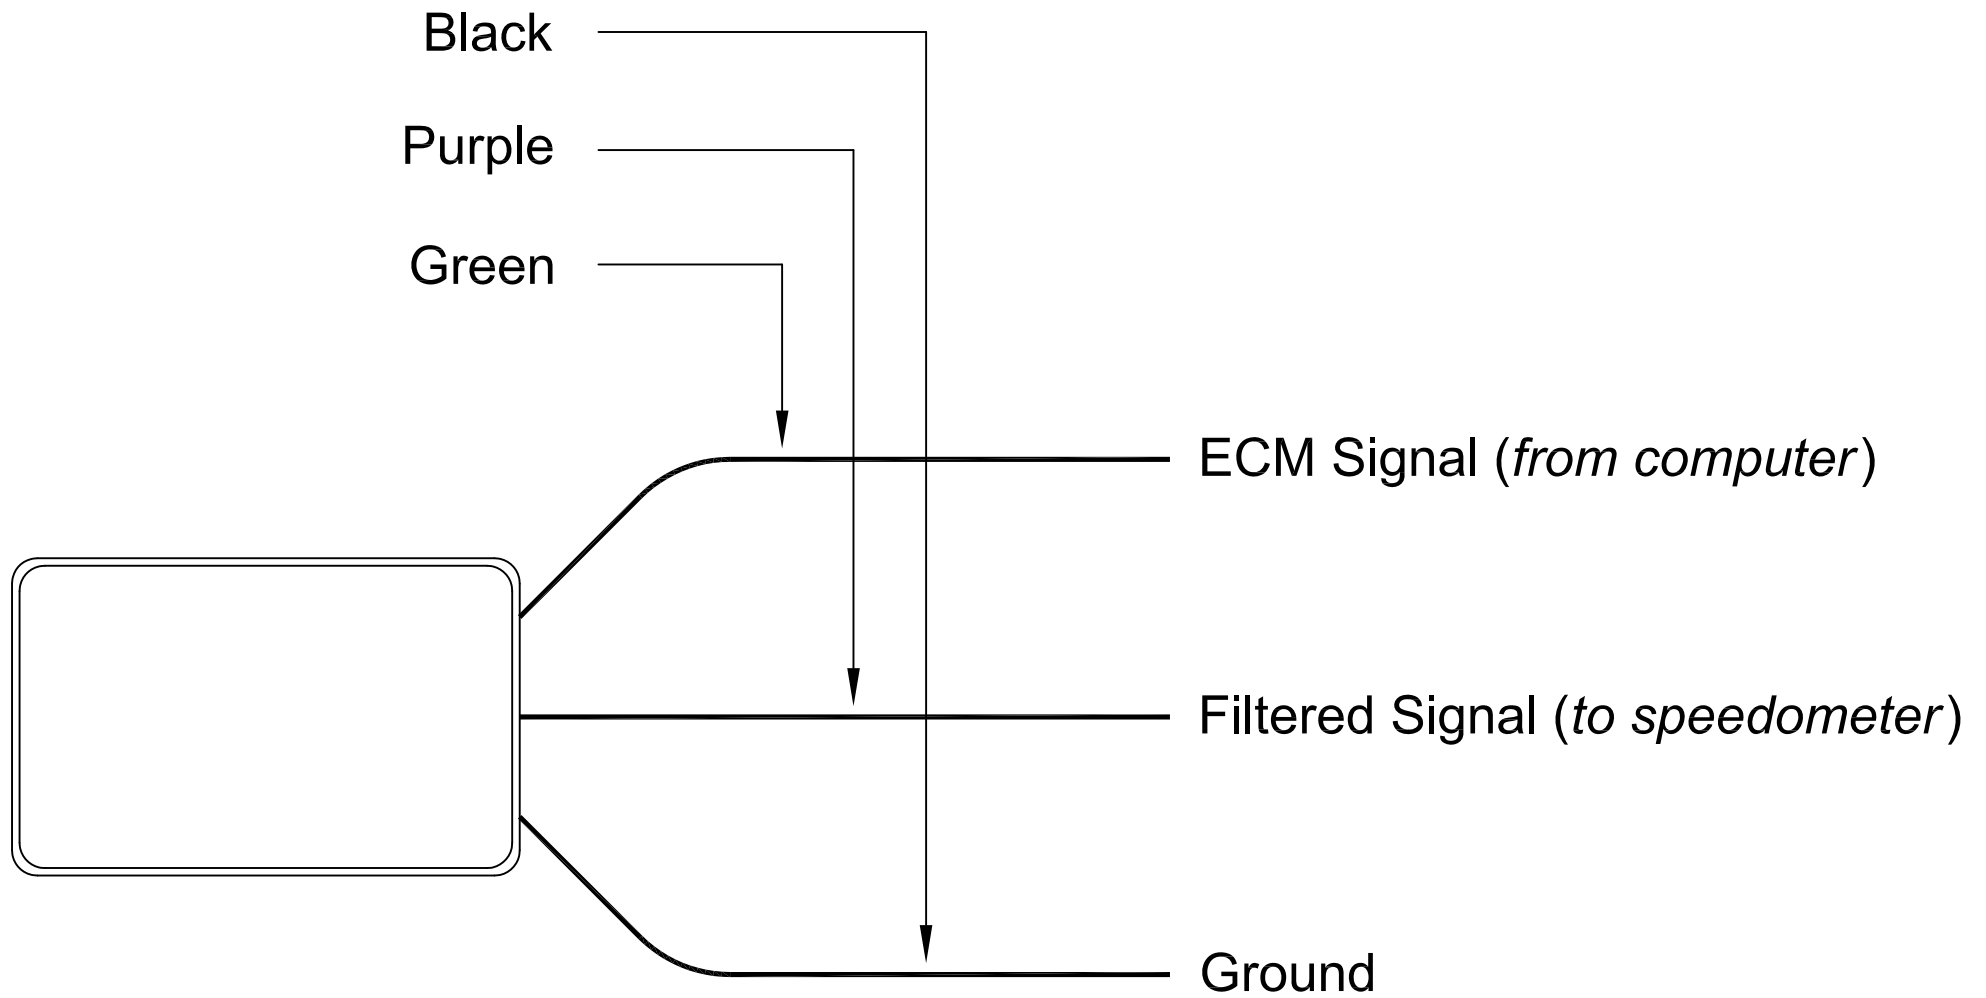 Black
Purple
Green
ECM Signal (from computer)
Filtered Signal (to speedometer)
Ground